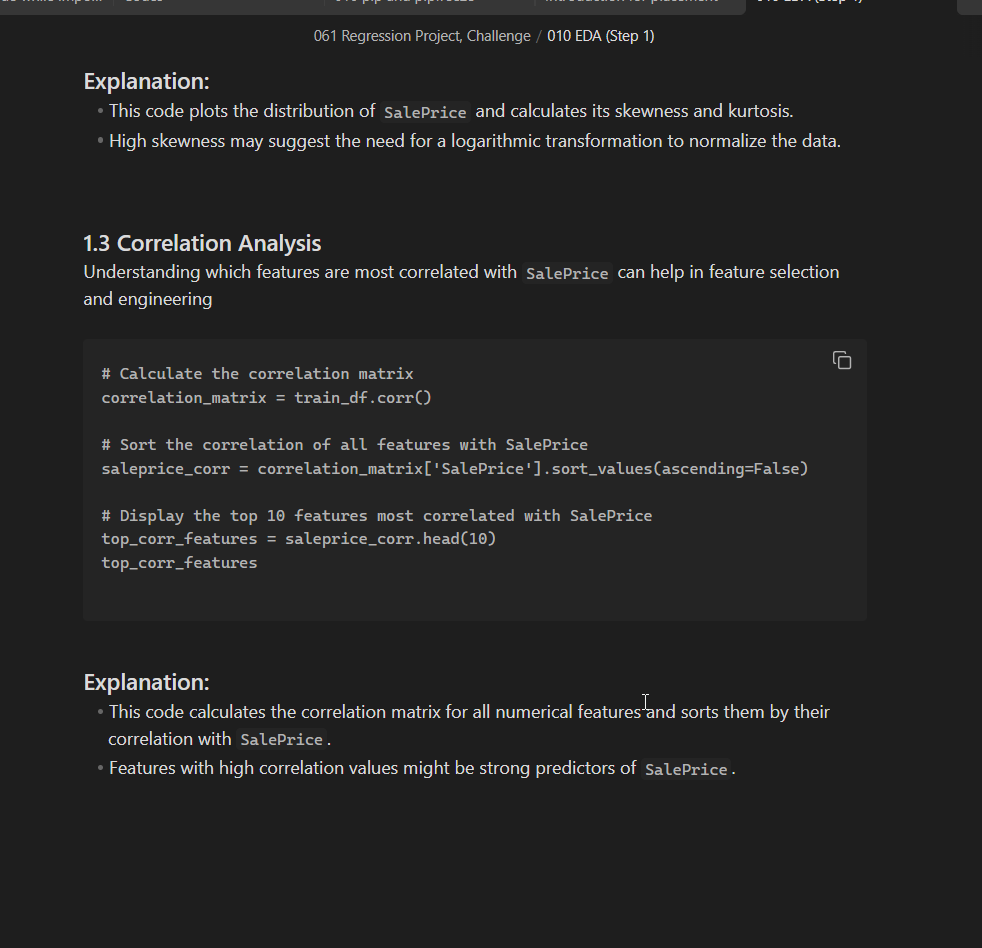 061 Regression Project, Challenge / 010 EDA (Step 1)
Explanation:
• This code plots the distribution of SalePrice and calculates its skewness and kurtosis.
• High skewness may suggest the need for a logarithmic transformation to normalize the data.
1.3 Correlation Analysis
Understanding which features are most correlated with SalePrice can help in feature selection
and engineering
# Calculate the correlation matrix
correlation_matrix = train_df.corr()
# Sort the correlation of all features with SalePrice
saleprice_corr = correlation_matrix['SalePrice'].sort_values(ascending=False)
# Display the top 10 features most correlated with SalePrice
top_corr_features = saleprice_corr.head(10)
top_corr_features
Explanation:
• This code calculates the correlation matrix for all numerical features and sorts them by their
correlation with SalePrice.
• Features with high correlation values might be strong predictors of SalePrice.